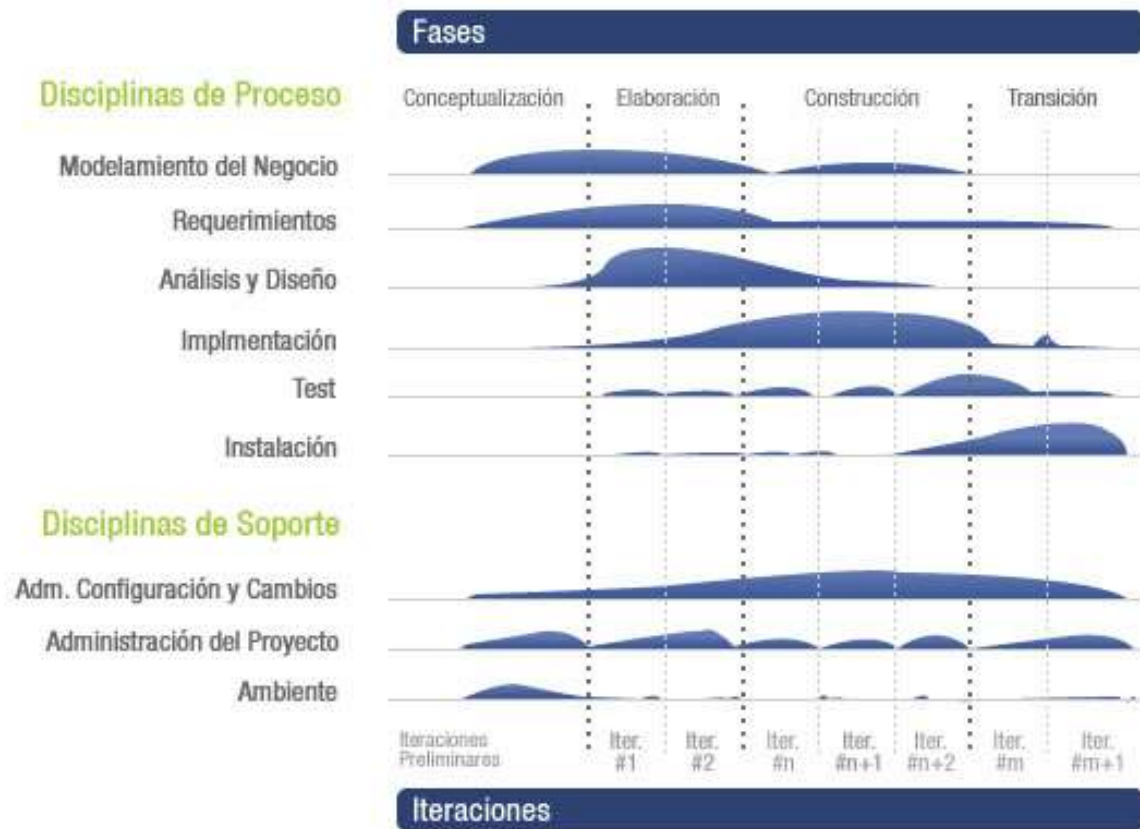 Fases
Disciplinas de Proceso
Conceptualización
Elaboración
Construcción
Transición
Modelamiento del Negocio
Requerimientos
Análisis y Diseño
Implmentación
Test
Instalación
Disciplinas de Soporte
Adm. Configuración y Cambios
Administración del Proyecto
Ambiente
Iteraciones
Preliminares
Iter.
#1
Iter.
#2
Iter.
#n
Iter.
#n+1
Iter.
#n+2
Iter.
#m
Iter.
#m+1
Iteraciones